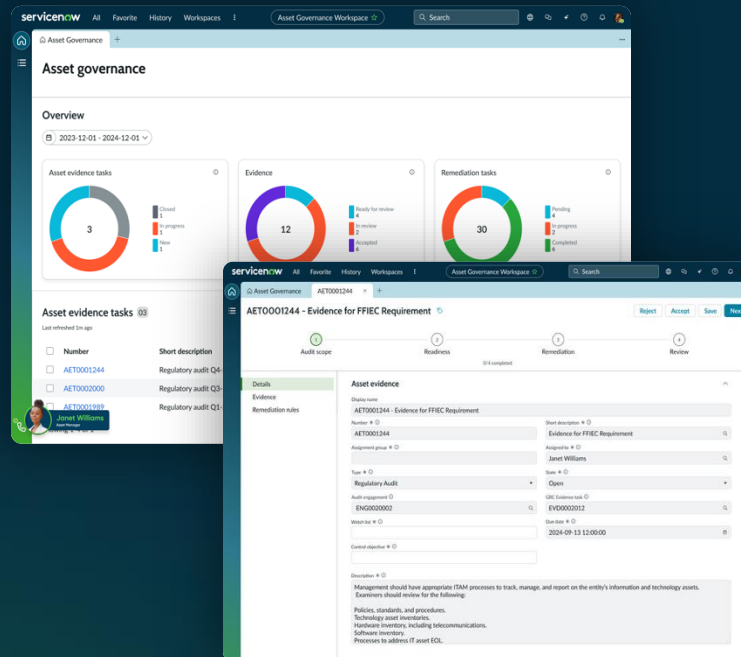 servicenow All Favorite History Workspaces Asset Governance Workspace Search
Asset Governance
Asset governance
Overview
2023-12-01 - 2024-12-01
Asset evidence tasks
3
Closed
1
In progress
1
New
1
Evidence
12
Ready for review
4
In review
2
Accepted
6
Remediation tasks
30
Pending
4
In progress
2
Completed
6
Asset evidence tasks 03
Last refreshed 1m ago
Number Short description
AET0001244 Regulatory audit Q4-
AET0002000 Regulatory audit Q3-
AET0001989 Regulatory audit Q1-
Janet Williams
Asset Manager
servicenow All Favorite History Workspaces Asset Governance Workspace Search
Asset Governance AET0001244
AET0001244 - Evidence for FFIEC Requirement
Reject Accept Save Nex
1 2 3 4
Audit scope Readiness Remediation Review
0/4 completed
Details
Evidence
Remediation rules
Asset evidence
Display name
AET0001244 - Evidence for FFIEC Requirement
Number Short description
AET0001244 Evidence for FFIEC Requirement
Assignment group Assigned to
Janet Williams
Type State
Regulatory Audit Open
Audit engagement GRC Evidence task
ENG0020002 EVD0002012
Watch list Due date
2024-09-13 12:00:00
Control objective
Description
Management should have appropriate ITAM processes to track, manage, and report on the entity's information and technology assets.
Examiners should review for the following:
Policies, standards, and procedures.
Technology asset inventories.
Hardware inventory, including telecommunications.
Software inventory.
Processes to address IT asset EOL.